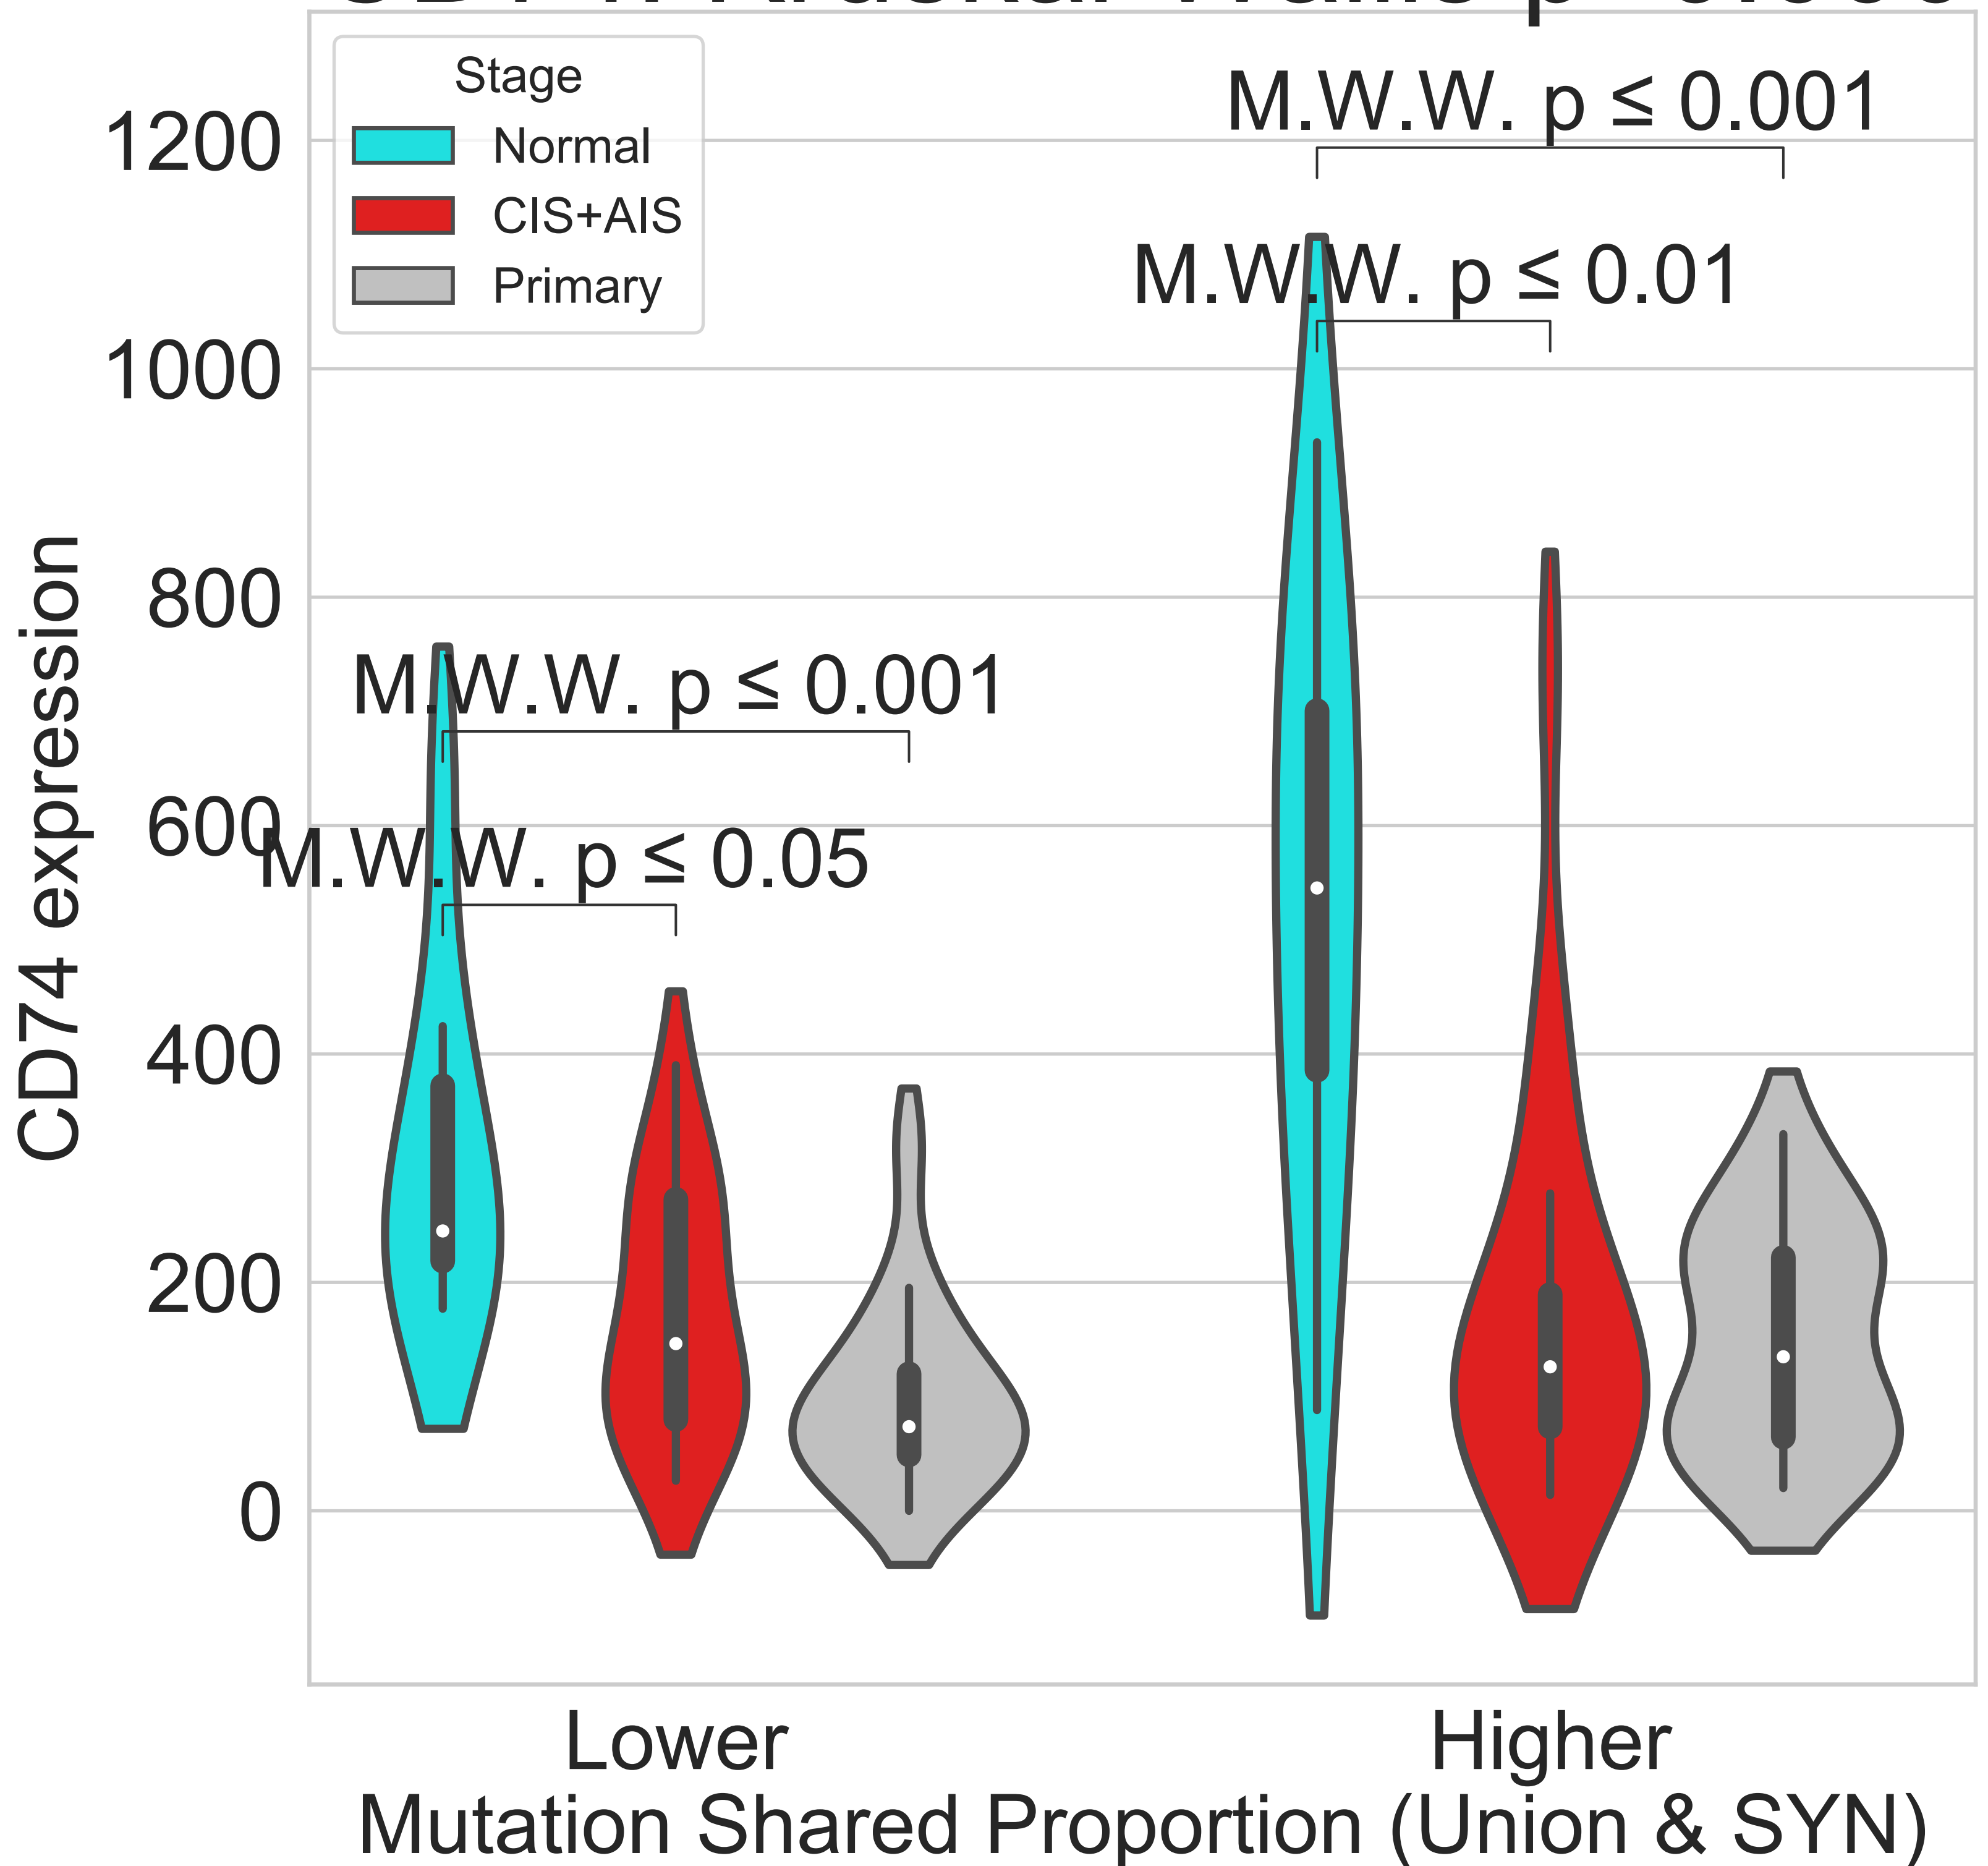 Stage
Normal
CIS+AIS
Primary
M.W.W. p ≤ 0.001
M.W.W. p ≤ 0.01
M.W.W. p ≤ 0.001
M.W.W. p ≤ 0.05
1200
1000
800
600
400
200
0
CD74 expression
Lower
Higher
Mutation Shared Proportion (Union & SYN)